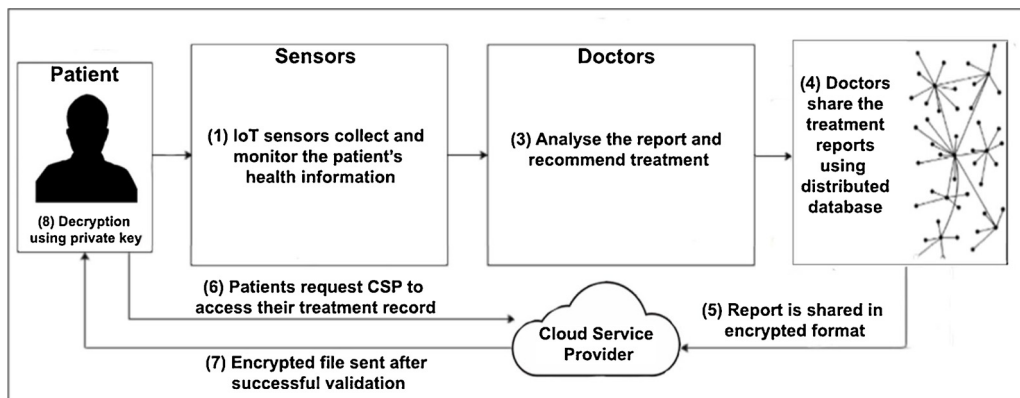 Patient
(8) Decryption
using private key
Sensors
(1) IoT sensors collect and
monitor the patient's
health information
Doctors
(3) Analyse the report and
recommend treatment
(4) Doctors
share the
treatment
reports
using
distributed
database
(6) Patients request CSP to
access their treatment record
Cloud Service
Provider
(5) Report is shared in
encrypted format
(7) Encrypted file sent after
successful validation